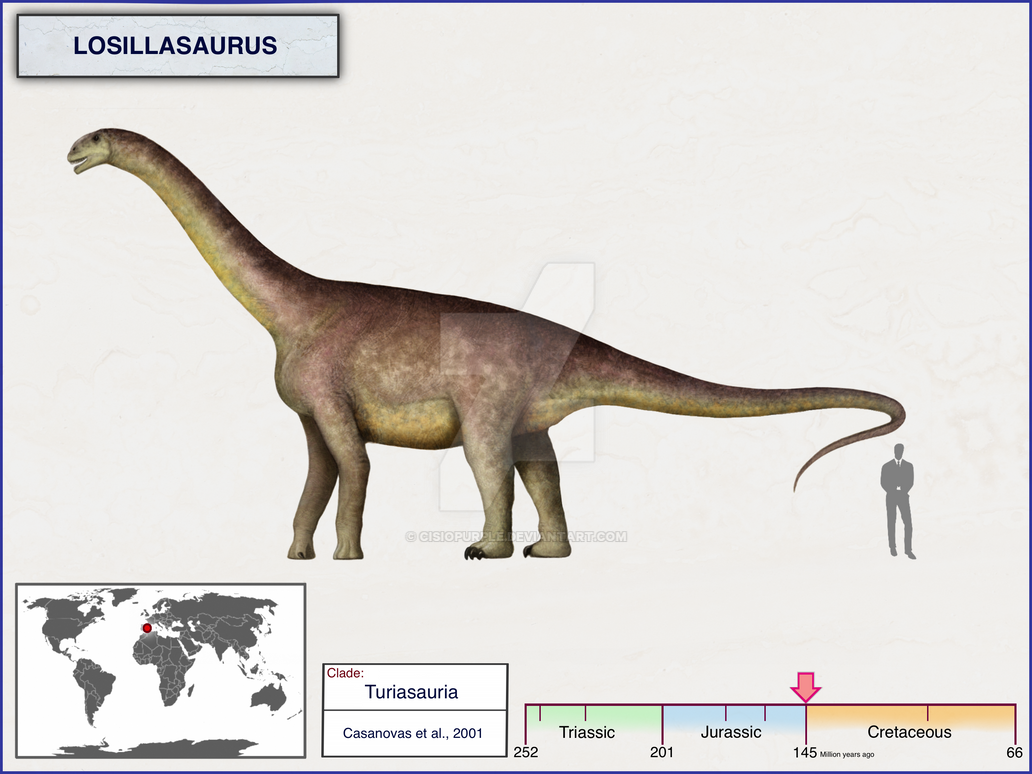 LOSILLASAURUS
© CISIOPURPLE.DEVIANTART.COM
Clade:
Turiasauria
Casanovas et al., 2001
Triassic Jurassic Cretaceous
252 201 145 Million years ago 66